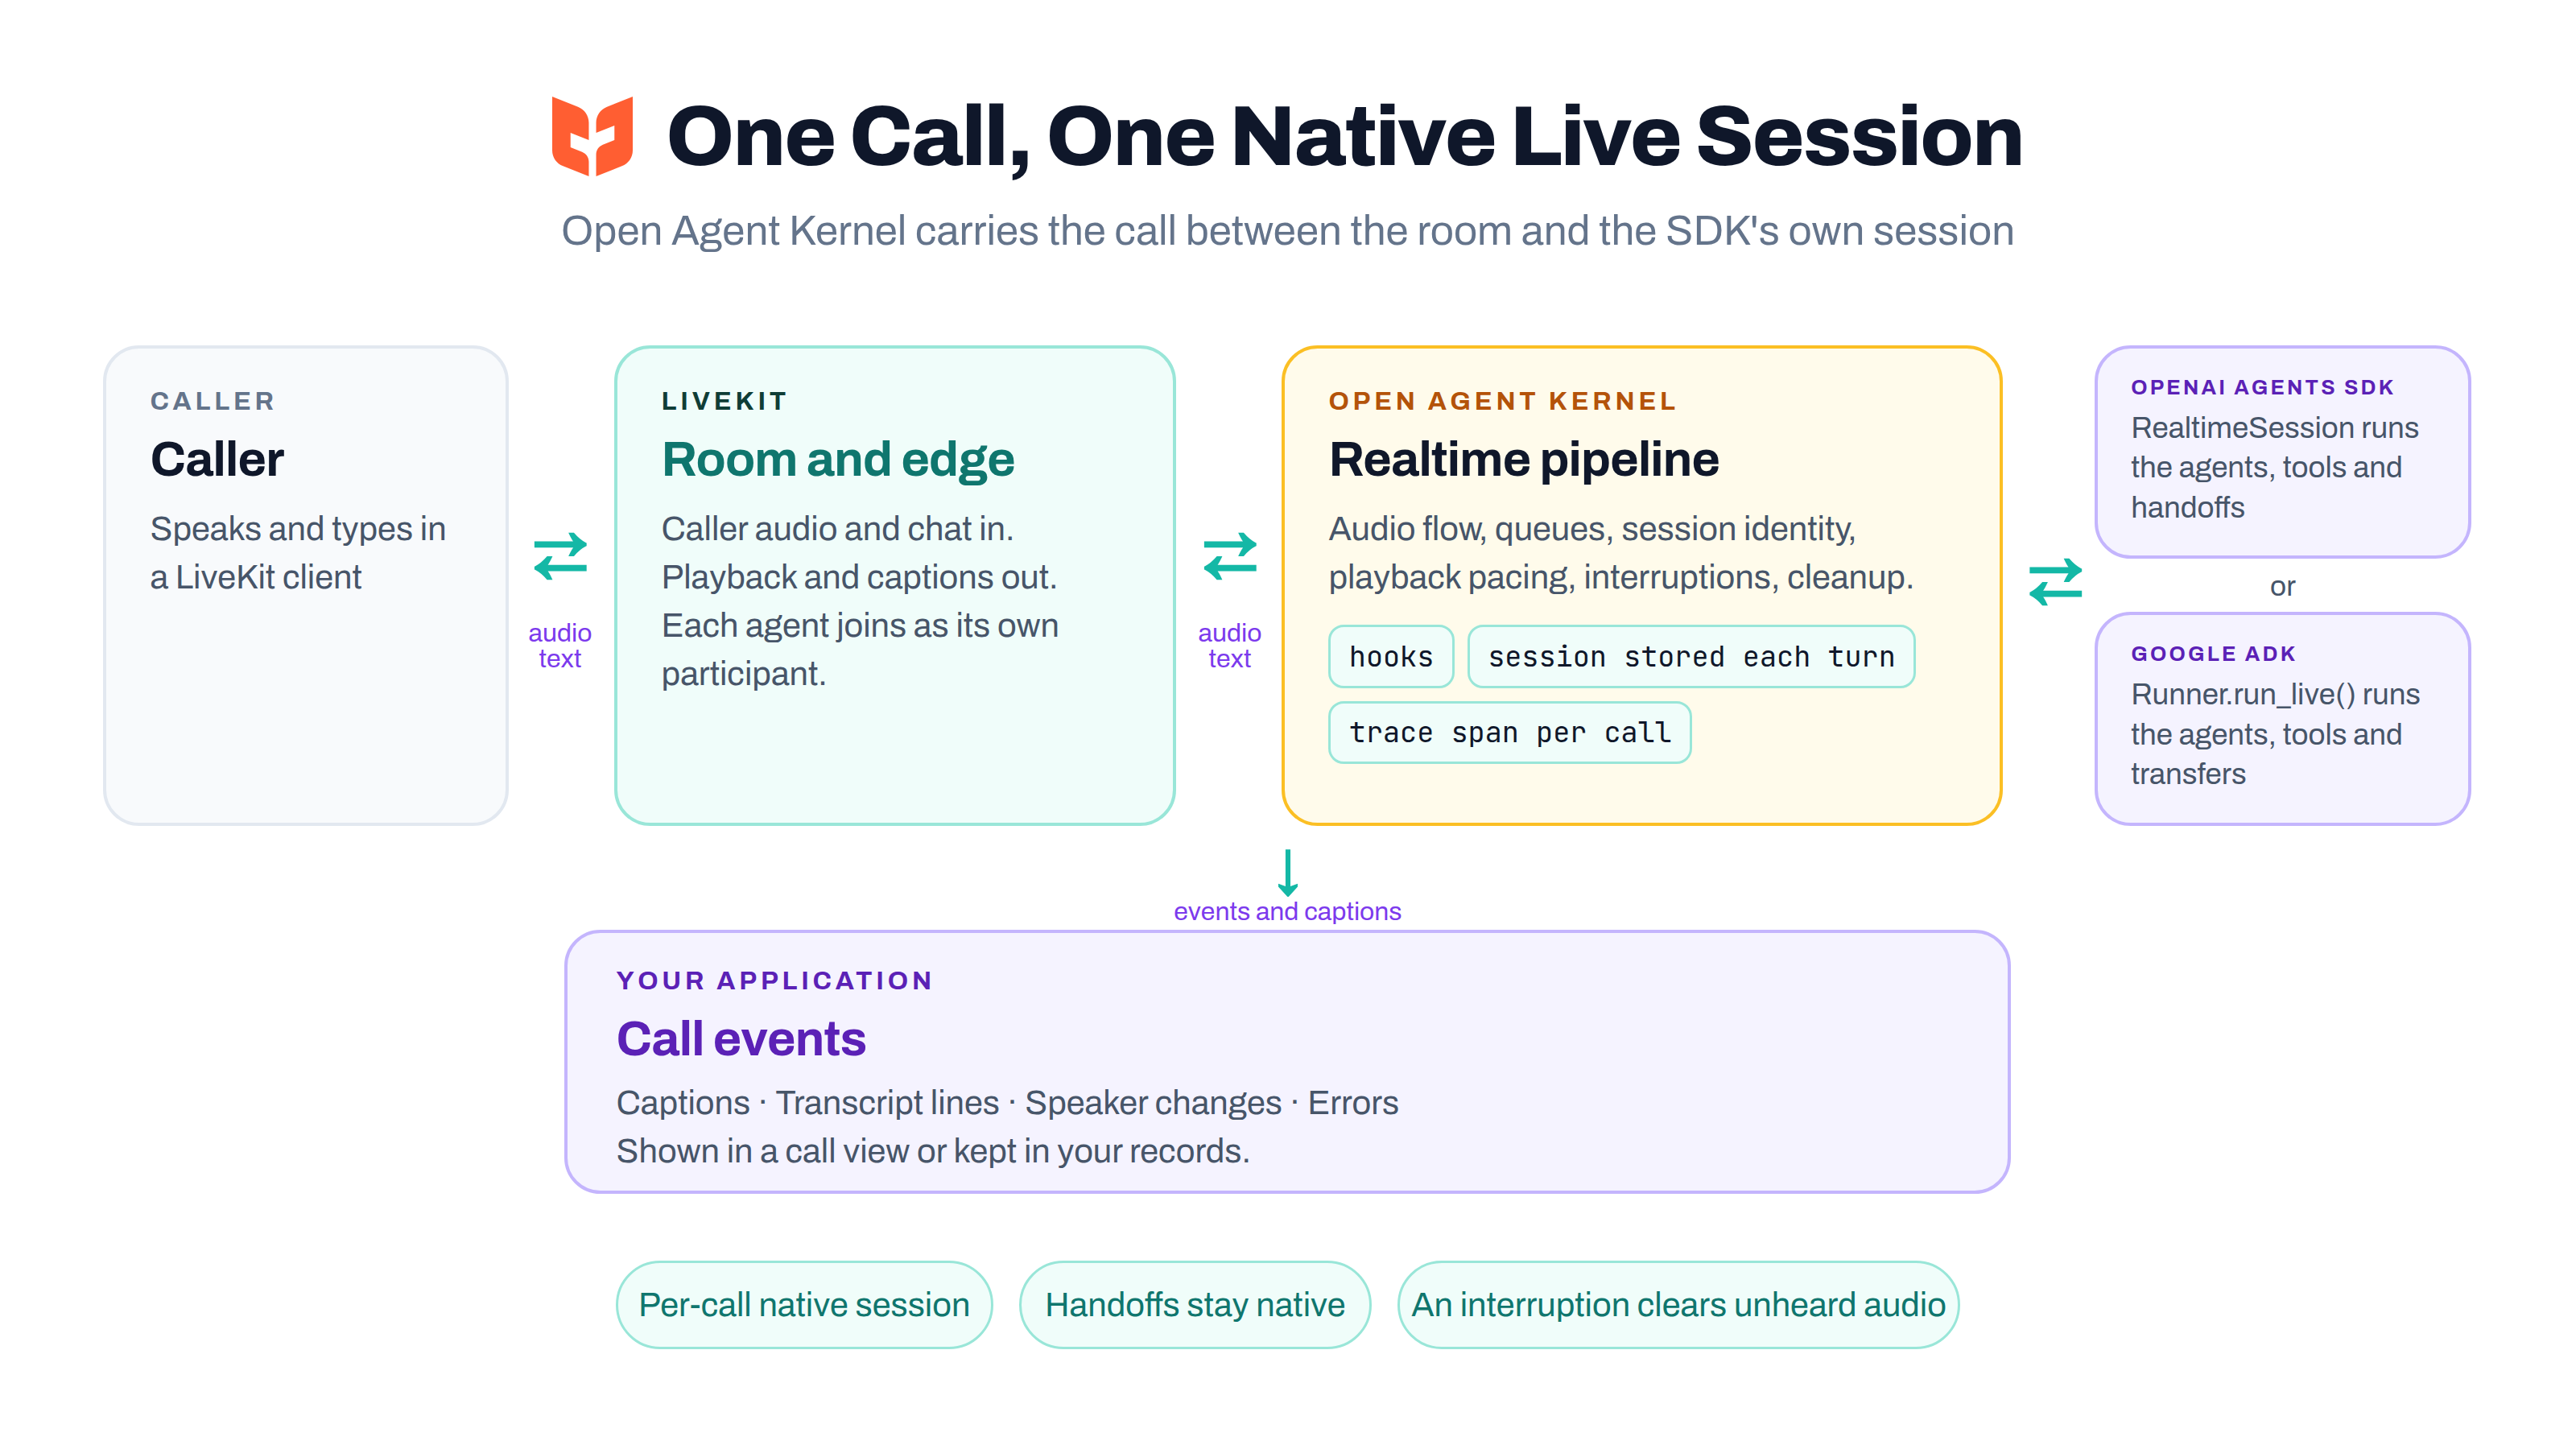 One Call, One Native Live Session
Open Agent Kernel carries the call between the room and the SDK's own session
CALLER
Caller
Speaks and types in
a LiveKit client
audio
text
LIVEKIT
Room and edge
Caller audio and chat in.
Playback and captions out.
Each agent joins as its own
participant.
audio
text
OPEN AGENT KERNEL
Realtime pipeline
Audio flow, queues, session identity,
playback pacing, interruptions, cleanup.
hooks
session stored each turn
trace span per call
OPENAI AGENTS SDK
RealtimeSession runs
the agents, tools and
handoffs
or
GOOGLE ADK
Runner.run_live() runs
the agents, tools and
transfers
events and captions
YOUR APPLICATION
Call events
Captions · Transcript lines · Speaker changes · Errors
Shown in a call view or kept in your records.
Per-call native session
Handoffs stay native
An interruption clears unheard audio